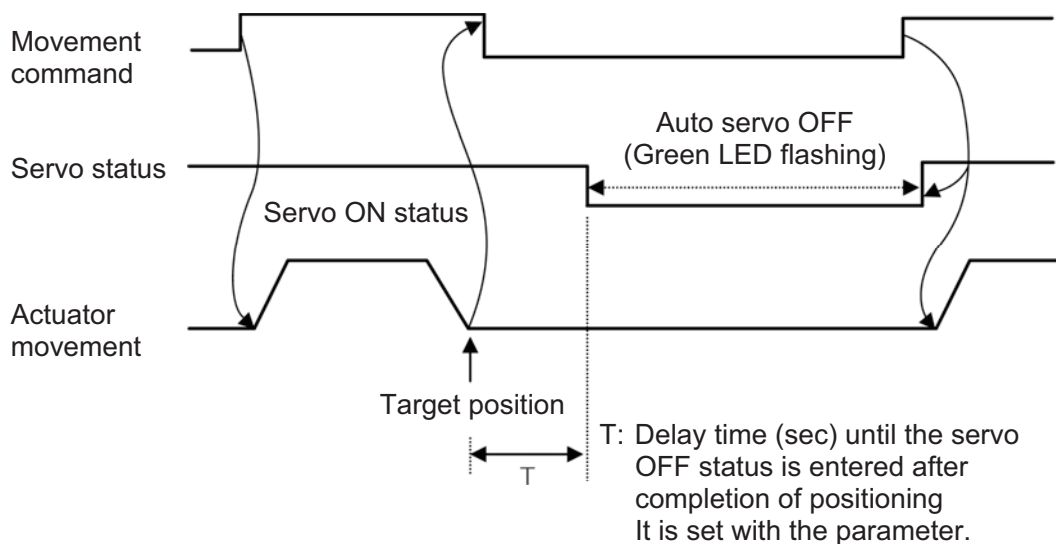 Movement
command
Auto servo OFF
(Green LED flashing)
Servo status
Servo ON status
Actuator
movement
Target position
T
T: Delay time (sec) until the servo
OFF status is entered after
completion of positioning
It is set with the parameter.